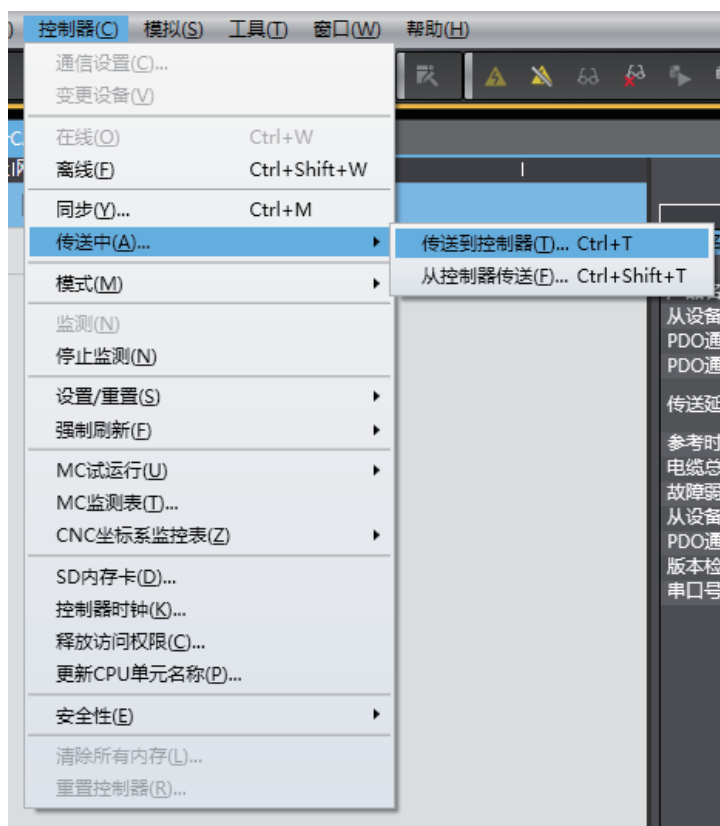 ) 控制器(C) 模拟(S) 工具(T) 窗口(W) 帮助(H)
通信设置(C)...
变更设备(V)
在线(O) Ctrl+W
离线(F) Ctrl+Shift+W
同步(Y)... Ctrl+M
传送中(A)...
传送到控制器(T)... Ctrl+T
从控制器传送(F)... Ctrl+Shift+T
模式(M)
监测(N)
停止监测(N)
设置/重置(S)
强制刷新(F)
MC试运行(U)
MC监测表(T)...
CNC坐标系监控表(Z)
SD内存卡(D)...
控制器时钟(K)...
释放访问权限(C)...
更新CPU单元名称(P)...
安全性(E)
清除所有内存(L)...
重置控制器(R)...
从设备
PDO通
PDO通
传送延
参考时
电缆总
故障弱
从设备
PDO通
版本检
串口号